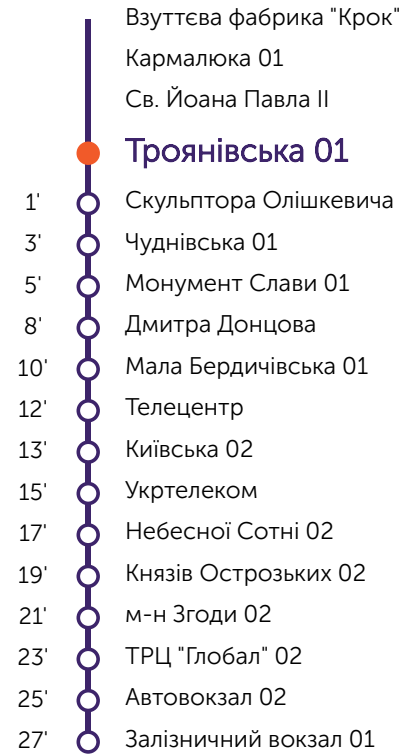 Взуттєва фабрика "Крок"
Кармалюка 01
Св. Йоана Павла ІІ
Троянівська 01
1' Скульптора Олішкевича
3' Чуднівська 01
5' Монумент Слави 01
8' Дмитра Донцова
10' Мала Бердичівська 01
12' Телецентр
13' Київська 02
15' Укртелеком
17' Небесної Сотні 02
19' Князів Острозьких 02
21' м-н Згоди 02
23' ТРЦ "Глобал" 02
25' Автовокзал 02
27' Залізничний вокзал 01